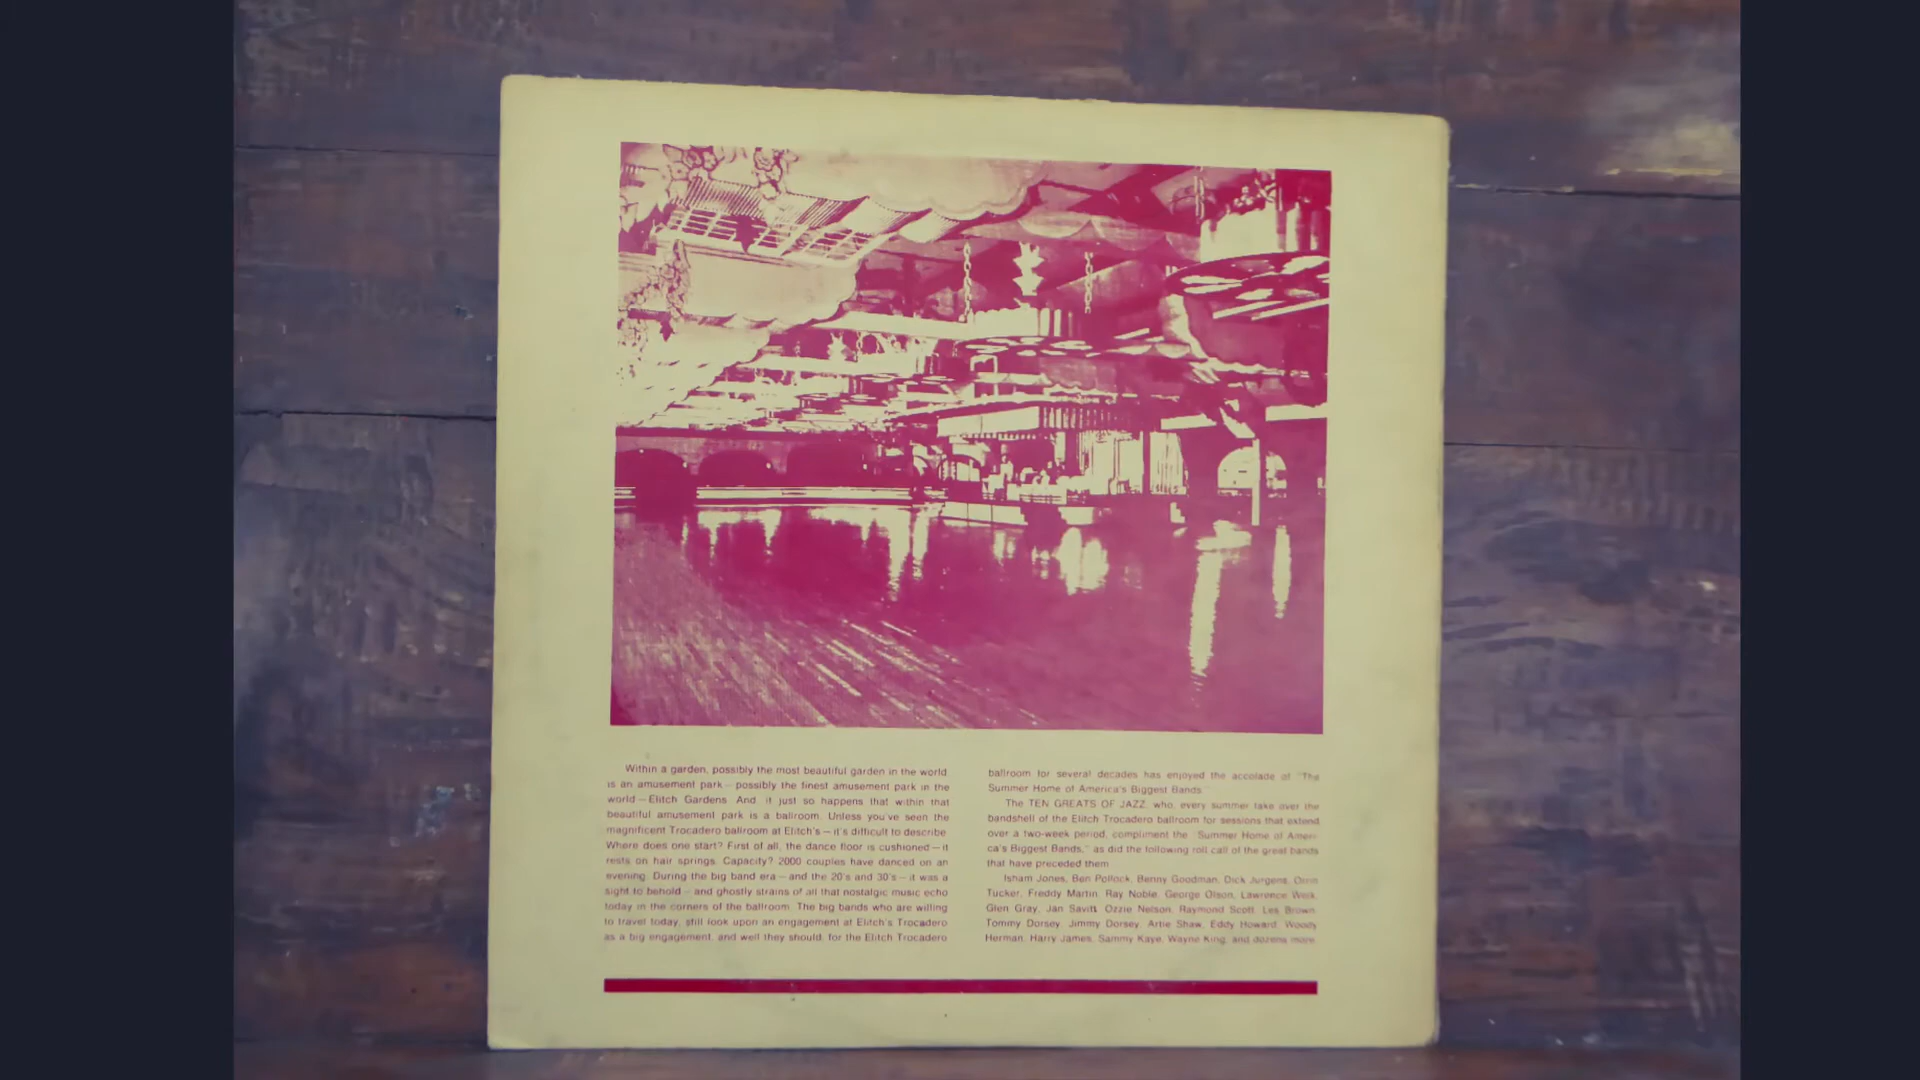 Within a garden, possibly the most beautiful garden in the world,
is an amusement park — possibly the finest amusement park in the
world — Elitch Gardens. And, it just so happens that within that
beautiful amusement park is a ballroom. Unless you've seen the
magnificent Trocadero ballroom at Elitch's — it's difficult to describe.
Where does one start? First of all, the dance floor is cushioned — it
rests on hair springs. Capacity? 2000 couples have danced on an
evening. During the big band era — and the 20's and 30's — it was a
sight to behold — and ghostly strains of all that nostalgic music echo
today in the corners of the ballroom. The big bands who are willing
to travel today, still look upon an engagement at Elitch's Trocadero
as a big engagement, and well they should, for the Elitch Trocadero
ballroom for several decades has enjoyed the accolade of "The
Summer Home of America's Biggest Bands."
The TEN GREATS OF JAZZ, who, every summer take over the
bandshell of the Elitch Trocadero ballroom for sessions that extend
over a two-week period, compliment the "Summer Home of Ameri-
ca's Biggest Bands," as did the following roll call of the great bands
that have preceded them.
Isham Jones, Ben Pollock, Benny Goodman, Dick Jurgens, Orrin
Tucker, Freddy Martin, Ray Noble, George Olson, Lawrence Welk,
Glen Gray, Jan Savitt, Ozzie Nelson, Raymond Scott, Les Brown,
Tommy Dorsey, Jimmy Dorsey, Artie Shaw, Eddy Howard, Woody
Herman, Harry James, Sammy Kaye, Wayne King, and dozens more.